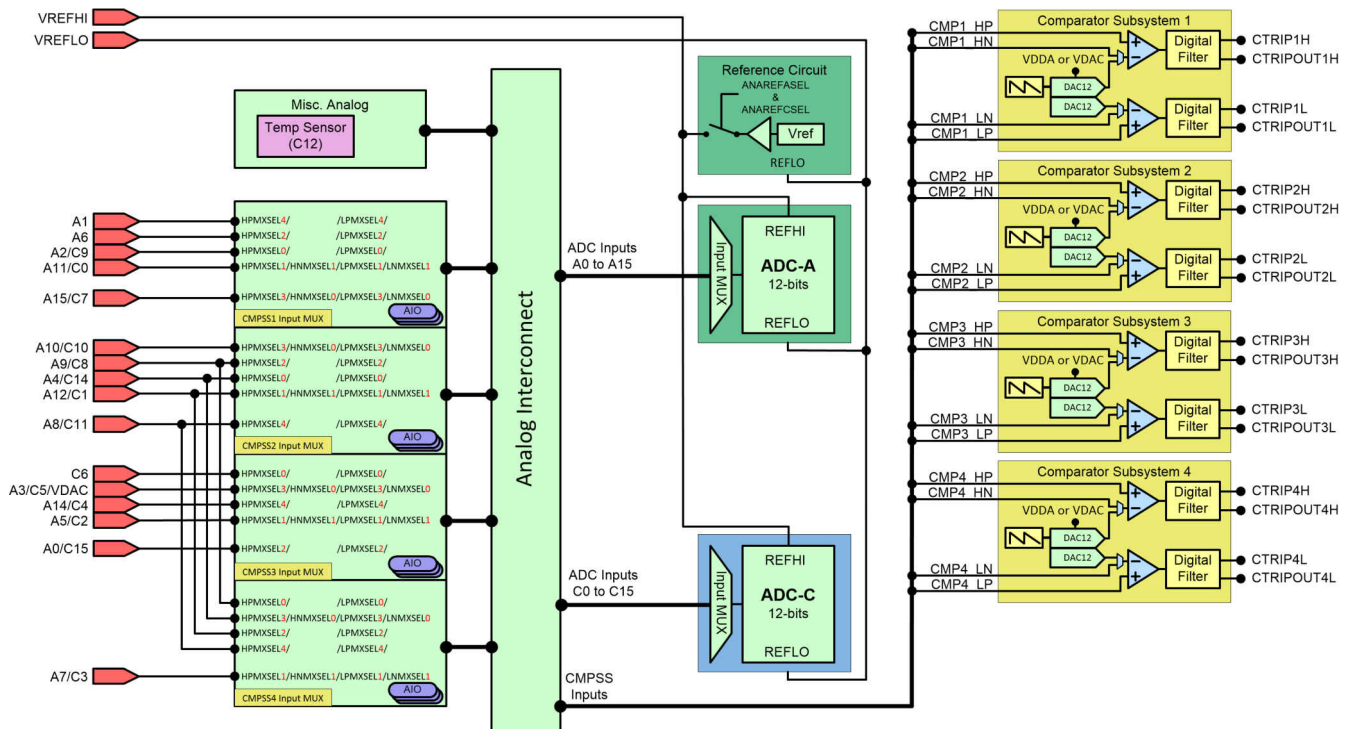 VREFHI
VREFLO
Misc. Analog
Temp Sensor
(C12)
A1
A6
A2/C9
A11/C0
A15/C7
HPMXSEL4/ /LPMXSEL4/
HPMXSEL2/ /LPMXSEL2/
HPMXSEL0/ /LPMXSEL0/
HPMXSEL1/HNMXSEL1/LPMXSEL1/LNMXSEL1
HPMXSEL3/HNMXSEL0/LPMXSEL3/LNMXSEL0
AIO
CMPSS1 Input MUX
A10/C10
A9/C8
A4/C14
A12/C1
A8/C11
HPMXSEL3/HNMXSEL0/LPMXSEL3/LNMXSEL0
HPMXSEL2/ /LPMXSEL2/
HPMXSEL0/ /LPMXSEL0/
HPMXSEL1/HNMXSEL1/LPMXSEL1/LNMXSEL1
HPMXSEL4/ /LPMXSEL4/
AIO
CMPSS2 Input MUX
C6
A3/C5/VDAC
A14/C4
A5/C2
A0/C15
HPMXSEL0/ /LPMXSEL0/
HPMXSEL3/HNMXSEL0/LPMXSEL3/LNMXSEL0
HPMXSEL4/ /LPMXSEL4/
HPMXSEL1/HNMXSEL1/LPMXSEL1/LNMXSEL1
HPMXSEL2/ /LPMXSEL2/
AIO
CMPSS3 Input MUX
HPMXSEL0/ /LPMXSEL0/
HPMXSEL3/HNMXSEL0/LPMXSEL3/LNMXSEL0
HPMXSEL2/ /LPMXSEL2/
HPMXSEL4/ /LPMXSEL4/
A7/C3
HPMXSEL1/HNMXSEL1/LPMXSEL1/LNMXSEL1
AIO
CMPSS4 Input MUX
Analog Interconnect
Reference Circuit
ANAREFASEL
&
ANAREFCSEL
Vref
REFLO
ADC Inputs
A0 to A15
Input MUX
REFHI
ADC-A
12-bits
REFLO
ADC Inputs
C0 to C15
Input MUX
REFHI
ADC-C
12-bits
REFLO
CMPSS
Inputs
Comparator Subsystem 1
CMP1_HP
CMP1_HN
VDDA or VDAC
DAC12
DAC12
CMP1_LN
CMP1_LP
Digital
Filter
Digital
Filter
CTRIP1H
CTRIPOUT1H
CTRIP1L
CTRIPOUT1L
Comparator Subsystem 2
CMP2_HP
CMP2_HN
VDDA or VDAC
DAC12
DAC12
CMP2_LN
CMP2_LP
Digital
Filter
Digital
Filter
CTRIP2H
CTRIPOUT2H
CTRIP2L
CTRIPOUT2L
Comparator Subsystem 3
CMP3_HP
CMP3_HN
VDDA or VDAC
DAC12
DAC12
CMP3_LN
CMP3_LP
Digital
Filter
Digital
Filter
CTRIP3H
CTRIPOUT3H
CTRIP3L
CTRIPOUT3L
Comparator Subsystem 4
CMP4_HP
CMP4_HN
VDDA or VDAC
DAC12
DAC12
CMP4_LN
CMP4_LP
Digital
Filter
Digital
Filter
CTRIP4H
CTRIPOUT4H
CTRIP4L
CTRIPOUT4L